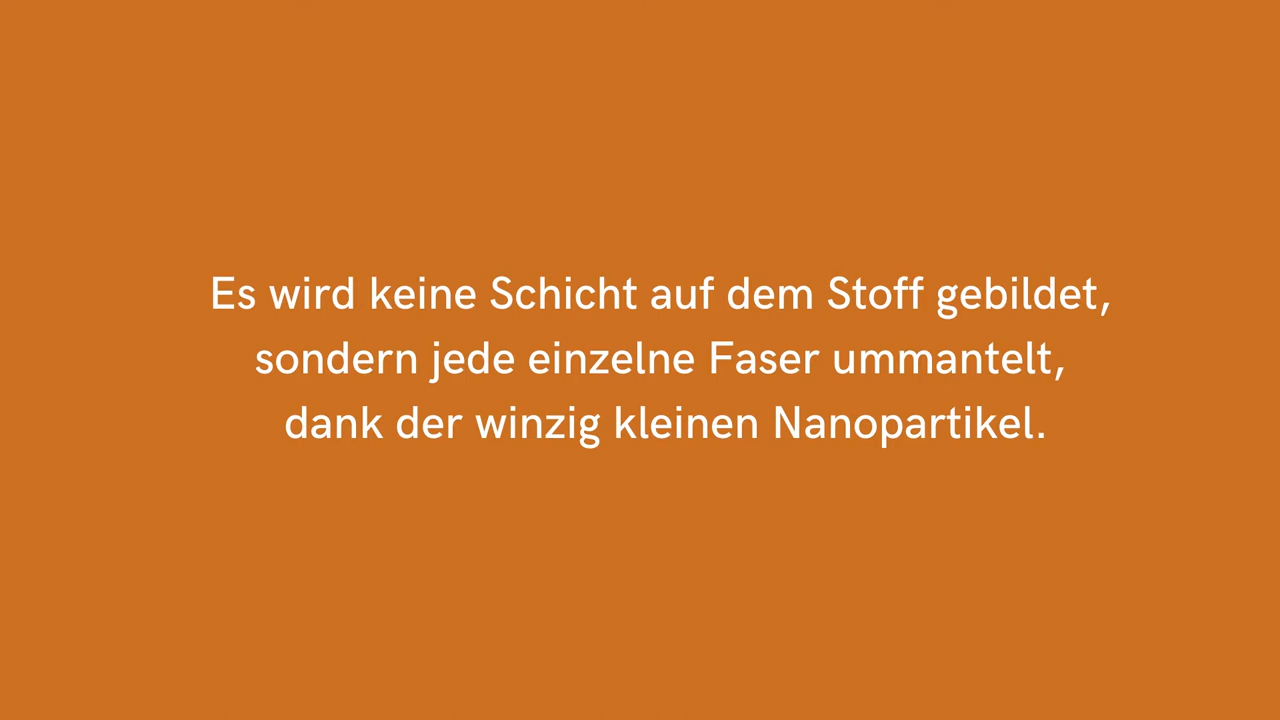 Es wird keine Schicht auf dem Stoff gebildet,
sondern jede einzelne Faser ummantelt,
dank der winzig kleinen Nanopartikel.